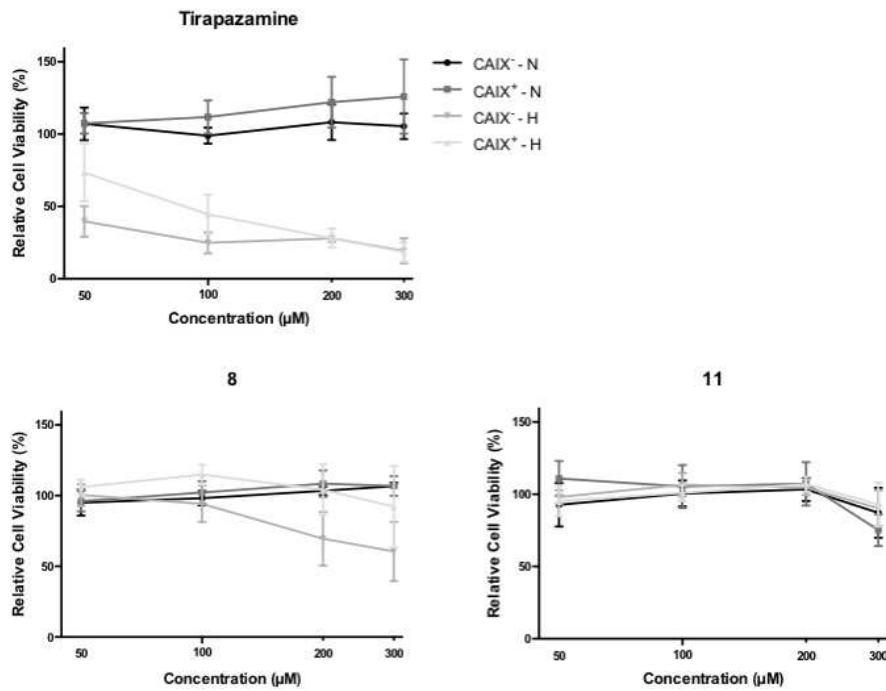 Tirapazamine
Relative Cell Viability (%)
150
100
50
0
50 100 200 300
Concentration (µM)
CAIX⁻ - N
CAIX⁺ - N
CAIX⁻ - H
CAIX⁺ - H
8
Relative Cell Viability (%)
150
100
50
0
50 100 200 300
Concentration (µM)
11
Relative Cell Viability (%)
150
100
50
0
50 100 200 300
Concentration (µM)